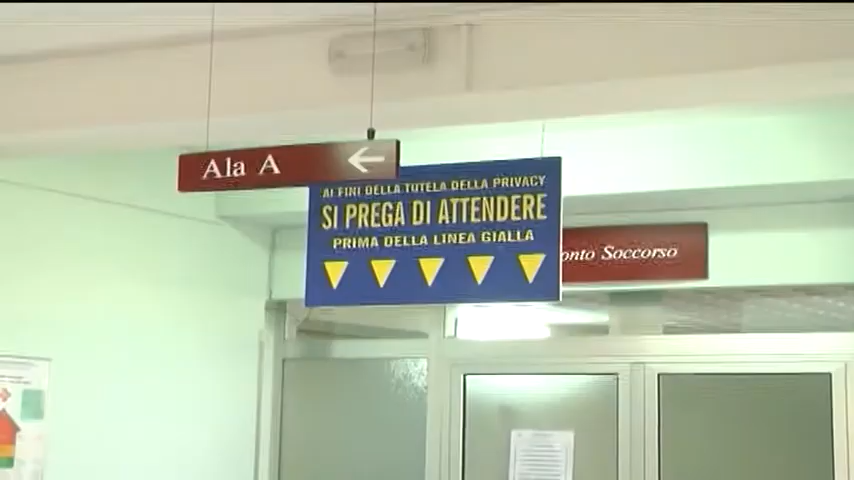 Ala A
AI FINI DELLA TUTELA DELLA PRIVACY
SI PREGA DI ATTENDERE
PRIMA DELLA LINEA GIALLA
onto Soccorso